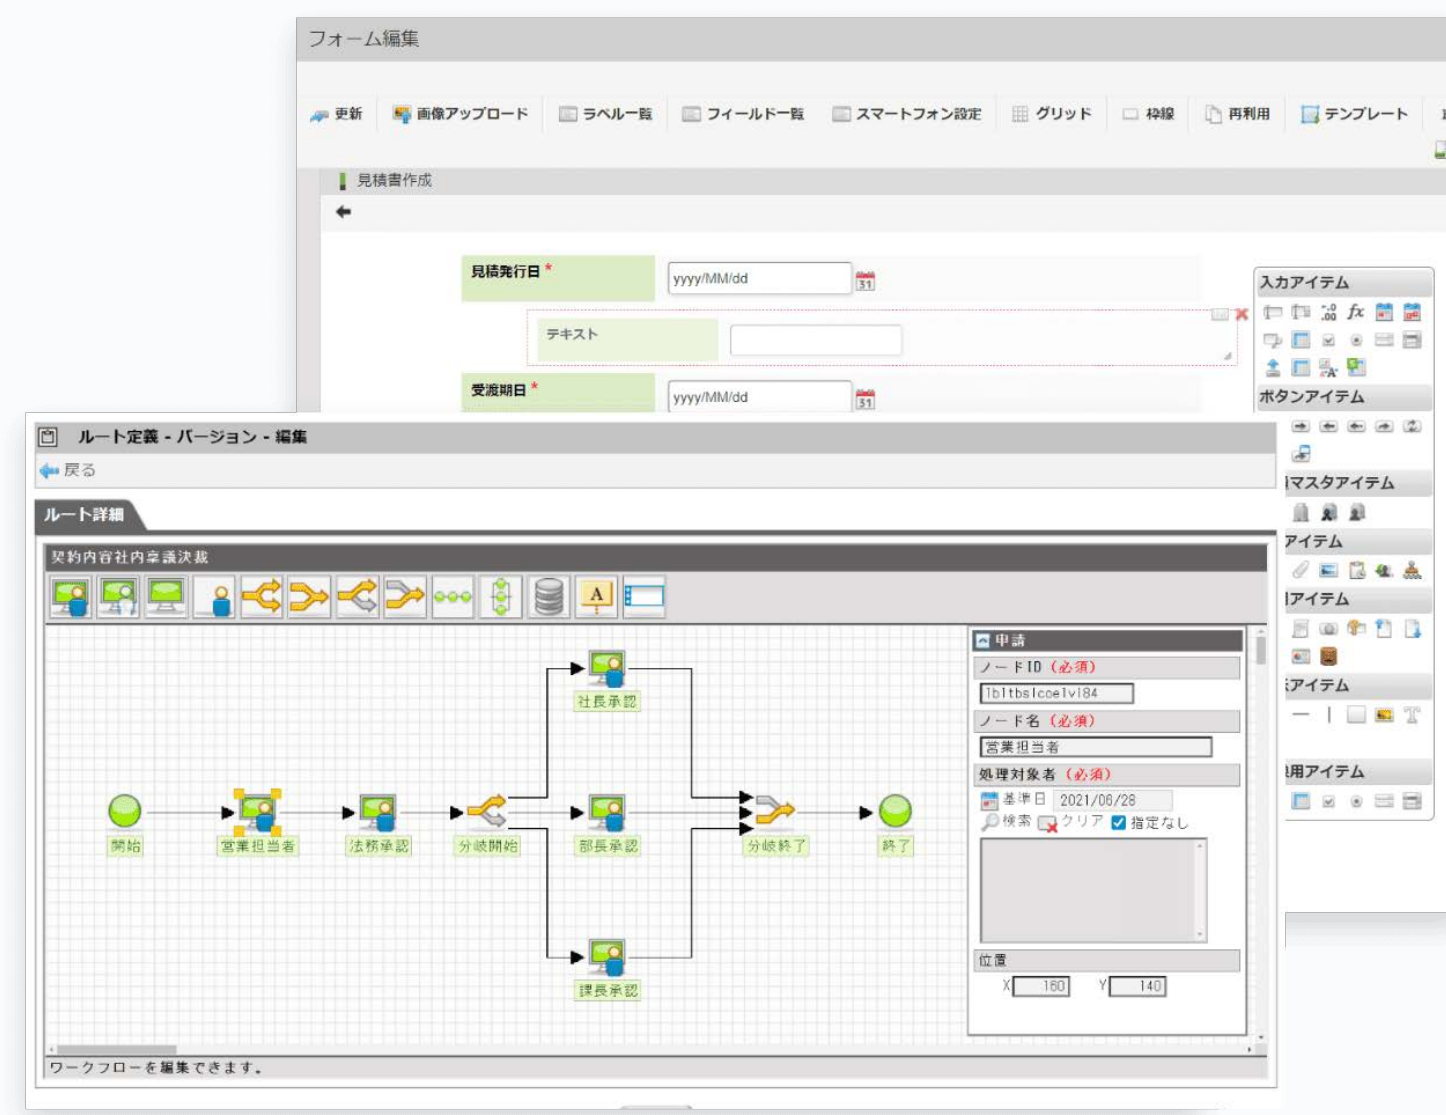 フォーム編集
更新 画像アップロード ラベル一覧 フィールド一覧 スマートフォン設定 グリッド 枠線 再利用 テンプレート
見積書作成
見積発行日 * yyyy/MM/dd 31
テキスト
受渡期日 * yyyy/MM/dd 31
入力アイテム
fx
ボタンアイテム
マスタアイテム
アイテム
アイテム
アイテム
用アイテム
ルート定義 - バージョン - 編集
戻る
ルート詳細
契約内容社内稟議決裁
A
社長承認
開始
営業担当者
法務承認
分岐開始
部長承認
分岐終了
終了
課長承認
申請
ノードID (必須)
ノード名 (必須)
営業担当者
処理対象者 (必須)
基準日 2021/06/28
検索 クリア 指定なし
位置
X 160 Y 140
ワークフローを編集できます。